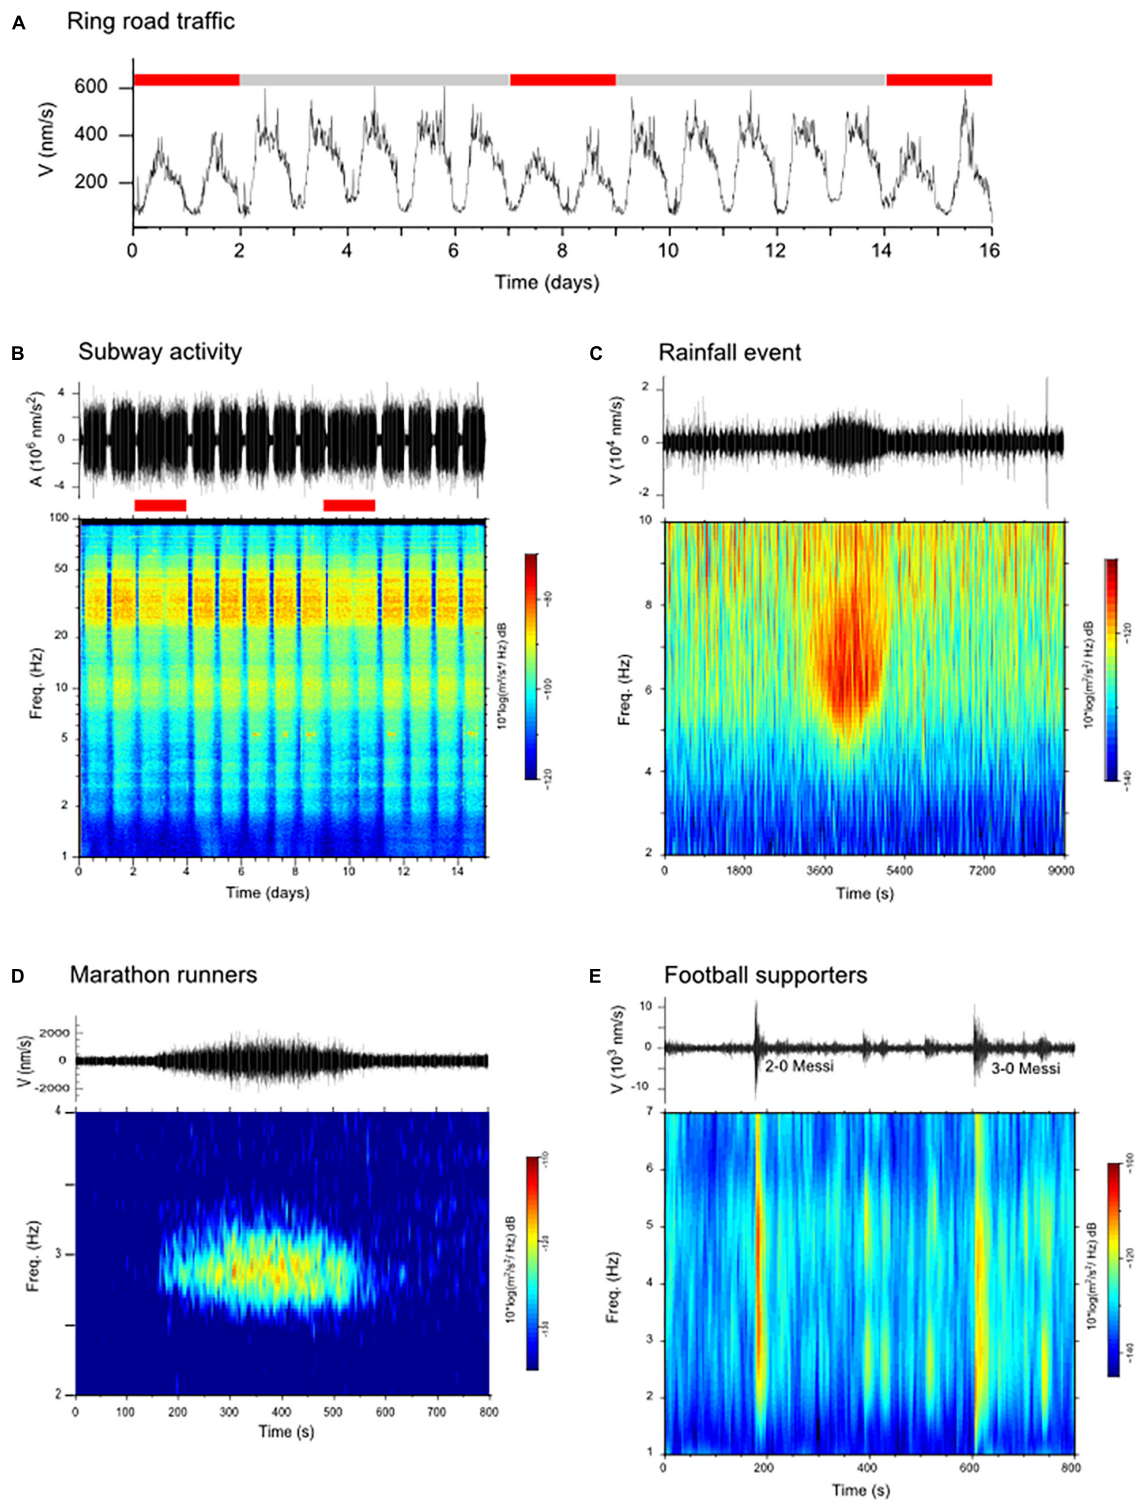 A Ring road traffic
V (nm/s)
600
400
200
0 2 4 6 8 10 12 14 16
Time (days)
B Subway activity
A (10⁶ nm/s²)
4
0
-4
Freq. (Hz)
100
50
20
10
5
2
1
0 2 4 6 8 10 12 14
Time (days)
-80
-100
-120
10*log(m²/s⁴/ Hz) dB
C Rainfall event
V (10⁴ nm/s)
2
0
-2
Freq. (Hz)
10
8
6
4
2
0 1800 3600 5400 7200 9000
Time (s)
-120
-140
10*log(m²/s²/ Hz) dB
D Marathon runners
V (nm/s)
2000
0
-2000
Freq. (Hz)
4
3
2
0 100 200 300 400 500 600 700 800
Time (s)
-110
-120
-130
10*log(m²/s²/ Hz) dB
E Football supporters
V (10³ nm/s)
10
0
-10
2-0 Messi
3-0 Messi
Freq. (Hz)
7
6
5
4
3
2
1
0 200 400 600 800
Time (s)
-100
-120
-140
10*log(m²/s²/ Hz) dB